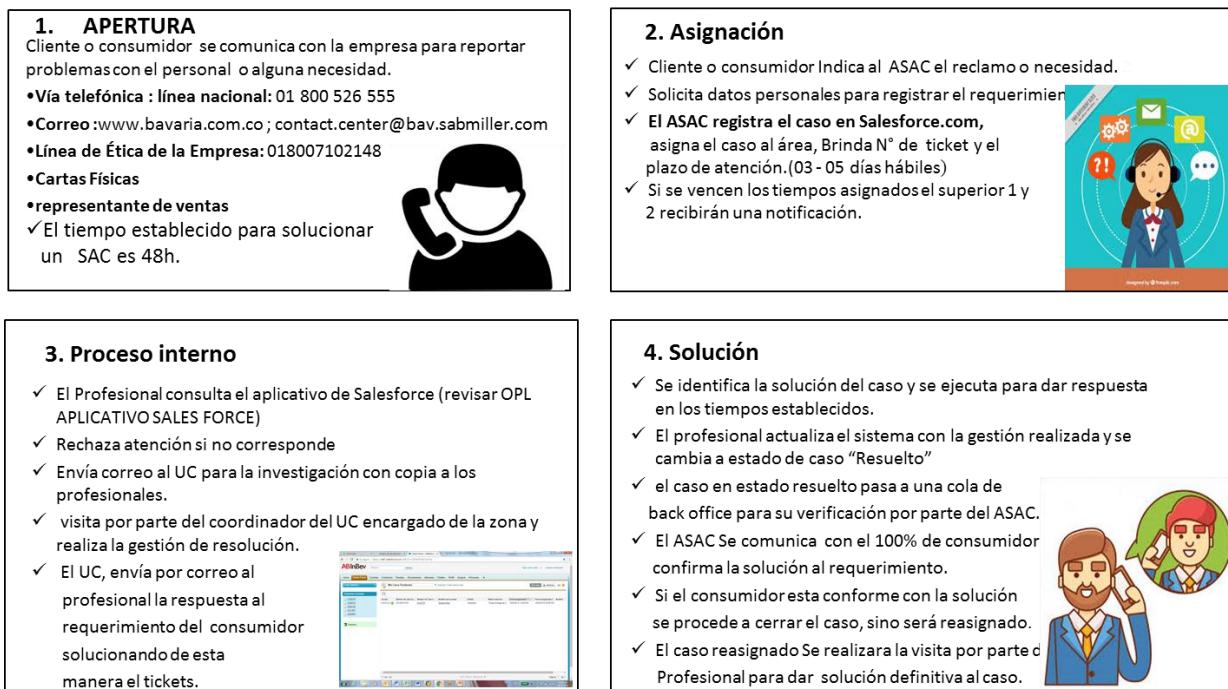 1. APERTURA
Cliente o consumidor se comunica con la empresa para reportar
problemas con el personal o alguna necesidad.
•Vía telefónica : línea nacional: 01 800 526 555
•Correo :www.bavaria.com.co ; contact.center@bav.sabmiller.com
•Línea de Ética de la Empresa: 018007102148
•Cartas Físicas
•representante de ventas
✓El tiempo establecido para solucionar
un SAC es 48h.
2. Asignación
✓ Cliente o consumidor Indica al ASAC el reclamo o necesidad.
✓ Solicita datos personales para registrar el requerimien
✓ El ASAC registra el caso en Salesforce.com,
asigna el caso al área, Brinda N° de ticket y el
plazo de atención.(03 - 05 días hábiles)
✓ Si se vencen los tiempos asignados el superior 1 y
2 recibirán una notificación.
designed by freepik.com
3. Proceso interno
✓ El Profesional consulta el aplicativo de Salesforce (revisar OPL
APLICATIVO SALES FORCE)
✓ Rechaza atención si no corresponde
✓ Envía correo al UC para la investigación con copia a los
profesionales.
✓ visita por parte del coordinador del UC encargado de la zona y
realiza la gestión de resolución.
✓ El UC, envía por correo al
profesional la respuesta al
requerimiento del consumidor
solucionando de esta
manera el tickets.
ABInBev
4. Solución
✓ Se identifica la solución del caso y se ejecuta para dar respuesta
en los tiempos establecidos.
✓ El profesional actualiza el sistema con la gestión realizada y se
cambia a estado de caso “Resuelto”
✓ el caso en estado resuelto pasa a una cola de
back office para su verificación por parte del ASAC.
✓ El ASAC Se comunica con el 100% de consumidor
confirma la solución al requerimiento.
✓ Si el consumidor esta conforme con la solución
se procede a cerrar el caso, sino será reasignado.
✓ El caso reasignado Se realizara la visita por parte d
Profesional para dar solución definitiva al caso.